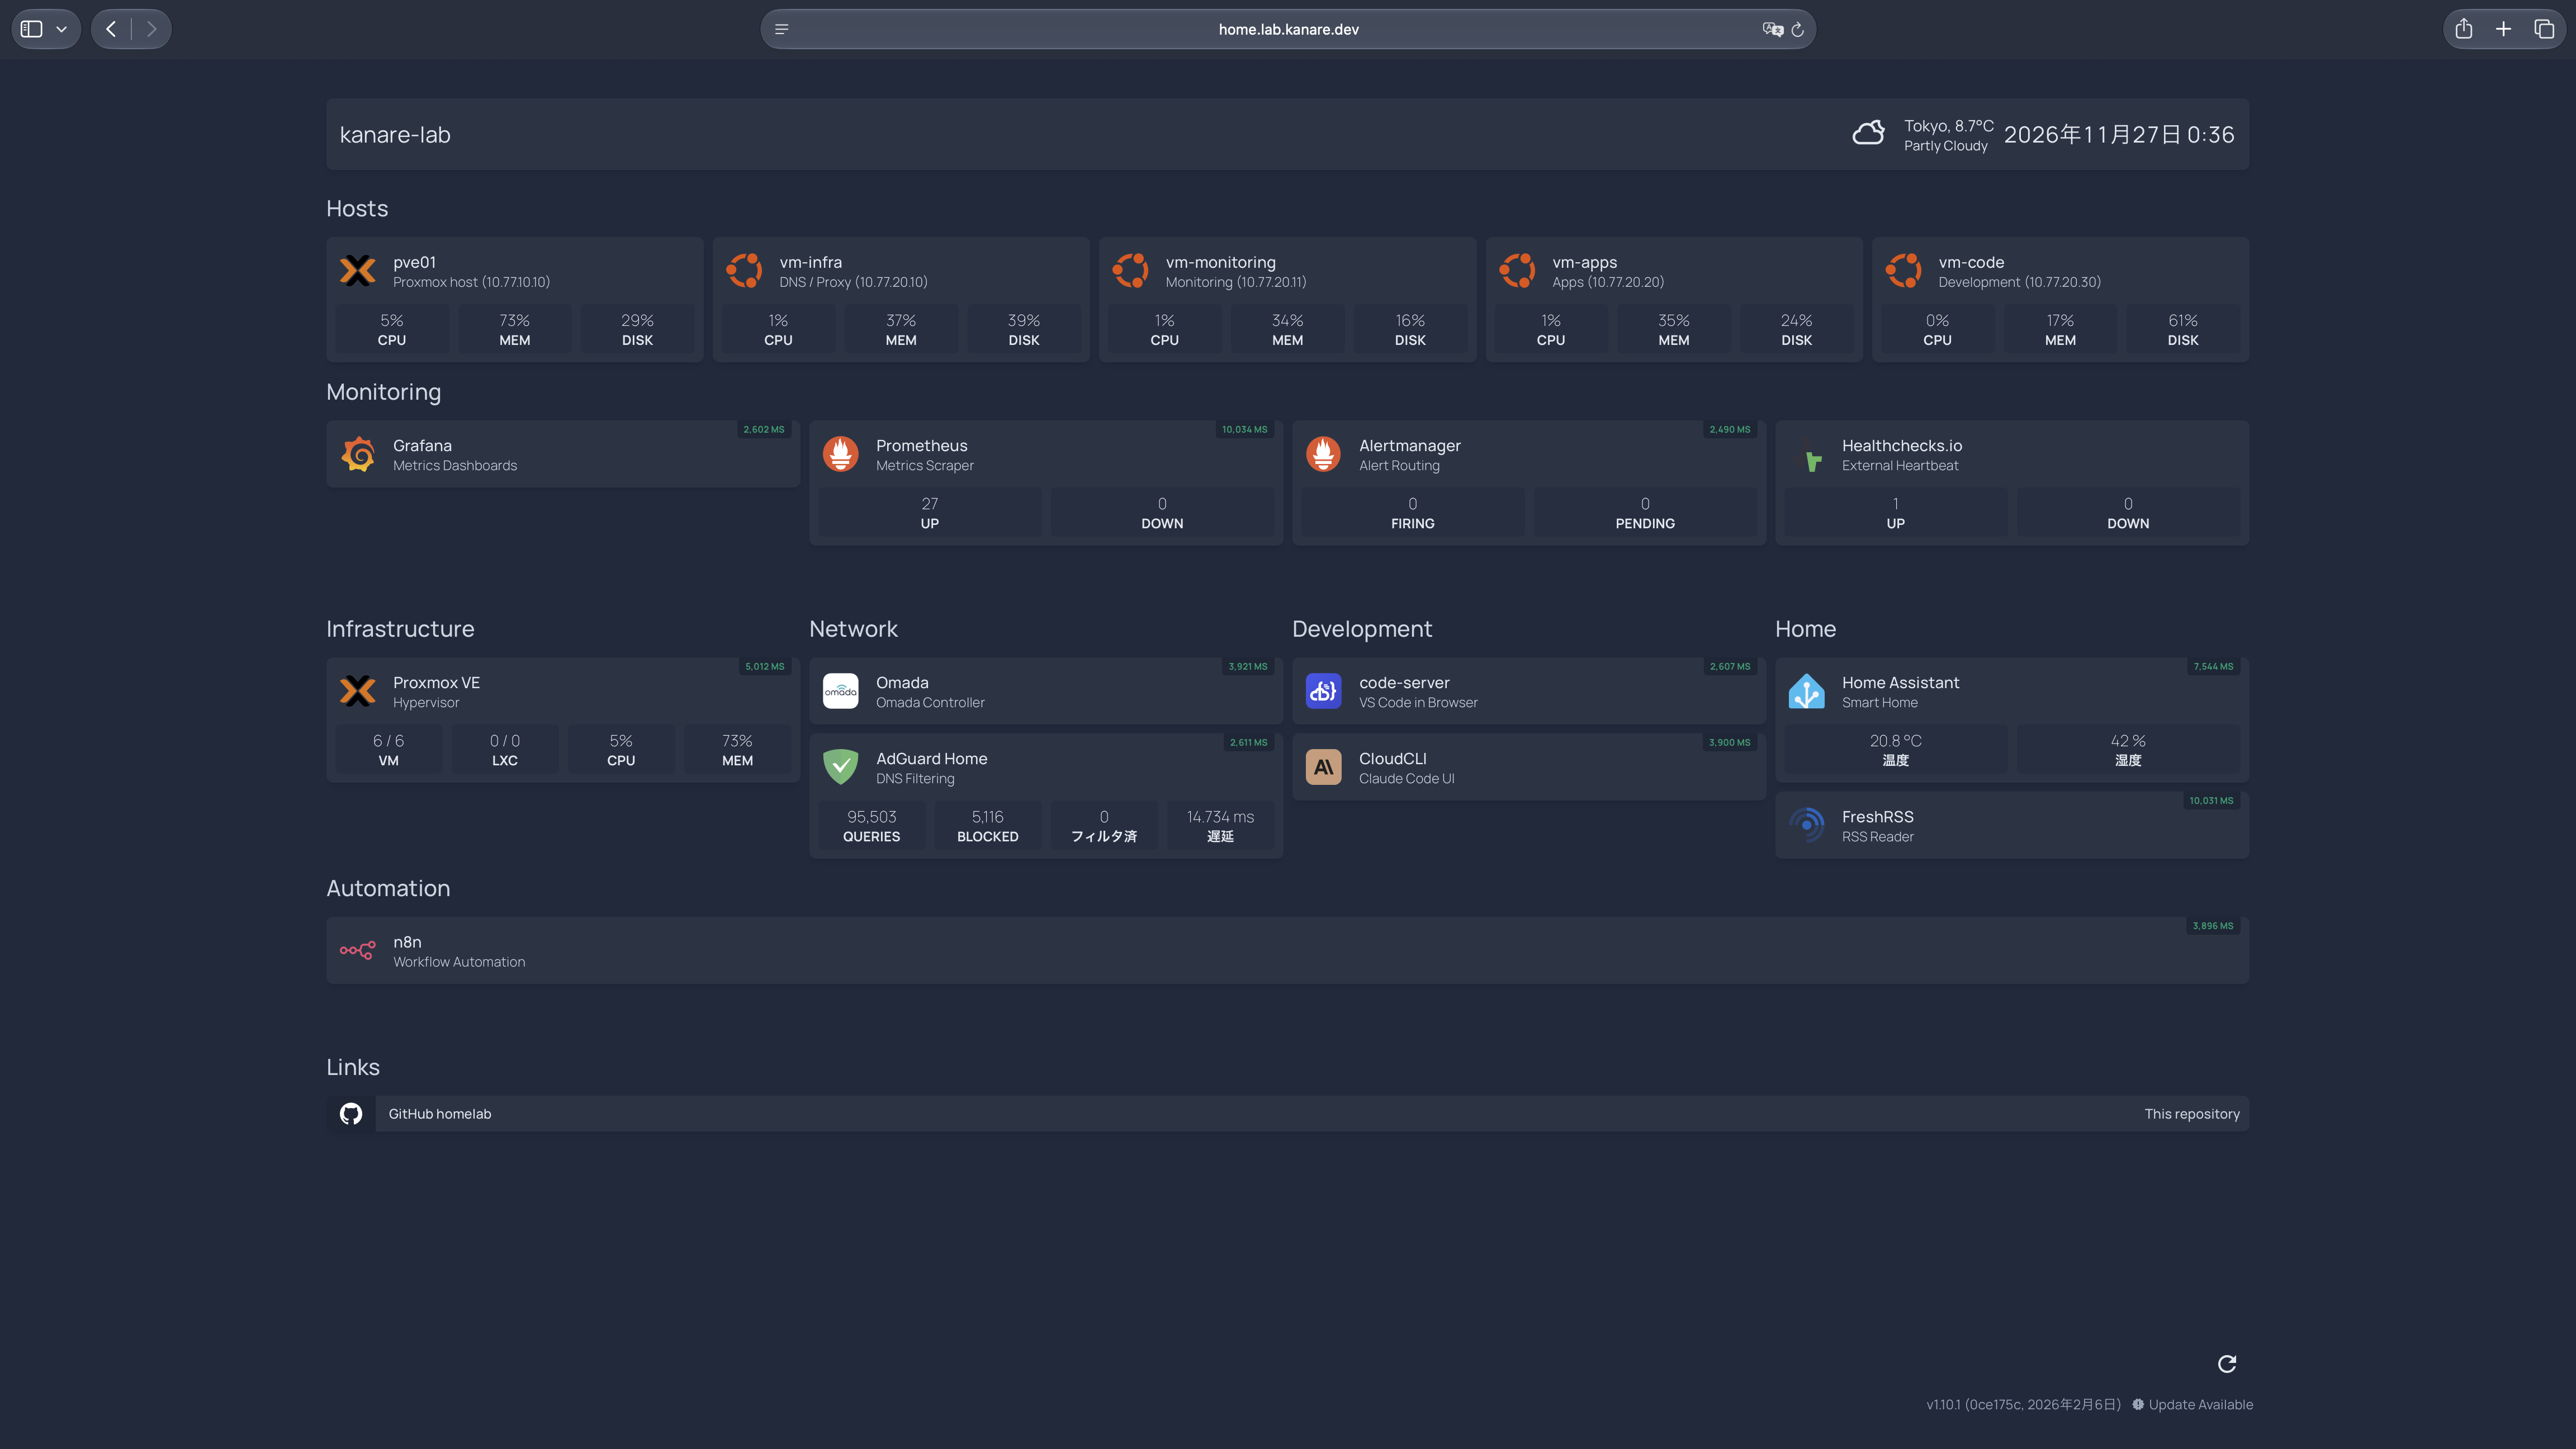 home.lab.kanare.dev
kanare-lab
Tokyo, 8.7°C
Partly Cloudy
2026年11月27日 0:36
Hosts
pve01
Proxmox host (10.77.10.10)
5%
CPU
73%
MEM
29%
DISK
vm-infra
DNS / Proxy (10.77.20.10)
1%
CPU
37%
MEM
39%
DISK
vm-monitoring
Monitoring (10.77.20.11)
1%
CPU
34%
MEM
16%
DISK
vm-apps
Apps (10.77.20.20)
1%
CPU
35%
MEM
24%
DISK
vm-code
Development (10.77.20.30)
0%
CPU
17%
MEM
61%
DISK
Monitoring
2,602 MS
Grafana
Metrics Dashboards
10,034 MS
Prometheus
Metrics Scraper
27
UP
0
DOWN
2,490 MS
Alertmanager
Alert Routing
0
FIRING
0
PENDING
Healthchecks.io
External Heartbeat
1
UP
0
DOWN
Infrastructure
5,012 MS
Proxmox VE
Hypervisor
6 / 6
VM
0 / 0
LXC
5%
CPU
73%
MEM
Network
3,921 MS
omada
Omada
Omada Controller
2,611 MS
AdGuard Home
DNS Filtering
95,503
QUERIES
5,116
BLOCKED
0
フィルタ済
14.734 ms
遅延
Development
2,607 MS
code-server
VS Code in Browser
3,900 MS
CloudCLI
Claude Code UI
Home
7,544 MS
Home Assistant
Smart Home
20.8 °C
温度
42 %
湿度
10,031 MS
FreshRSS
RSS Reader
Automation
3,896 MS
n8n
Workflow Automation
Links
GitHub homelab
This repository
v1.10.1 (0ce175c, 2026年2月6日)
Update Available